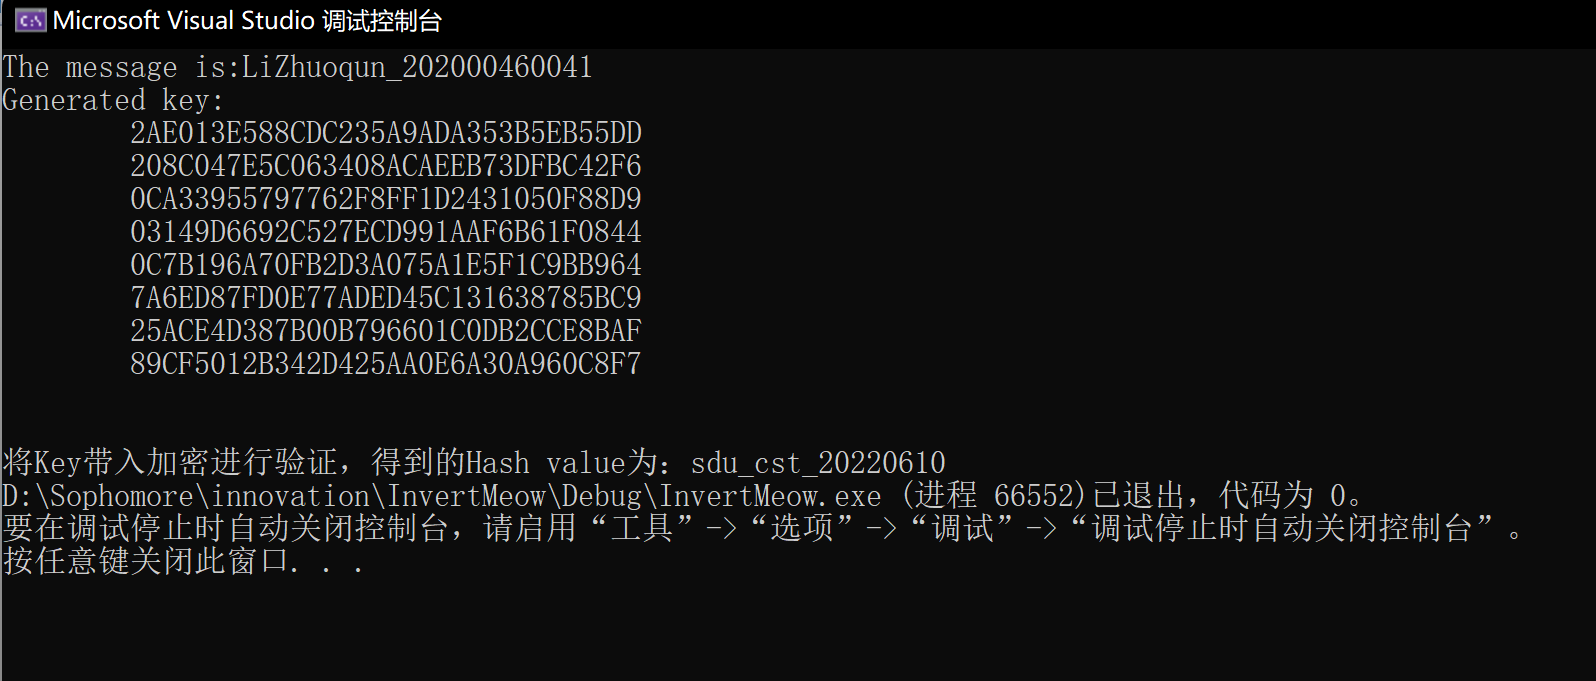 Microsoft Visual Studio 调试控制台
The message is:LiZhuoqun_202000460041
Generated key:
2AE013E588CDC235A9ADA353B5EB55DD
208C047E5C063408ACAEEB73DFBC42F6
0CA33955797762F8FF1D2431050F88D9
03149D6692C527ECD991AAF6B61F0844
0C7B196A70FB2D3A075A1E5F1C9BB964
7A6ED87FD0E77ADED45C131638785BC9
25ACE4D387B00B796601C0DB2CCE8BAF
89CF5012B342D425AA0E6A30A960C8F7
将Key带入加密进行验证，得到的Hash value为：sdu_cst_20220610
D:\Sophomore\innovation\InvertMeow\Debug\InvertMeow.exe (进程 66552)已退出，代码为 0。
要在调试停止时自动关闭控制台，请启用“工具”->“选项”->“调试”->“调试停止时自动关闭控制台”。
按任意键关闭此窗口. . .